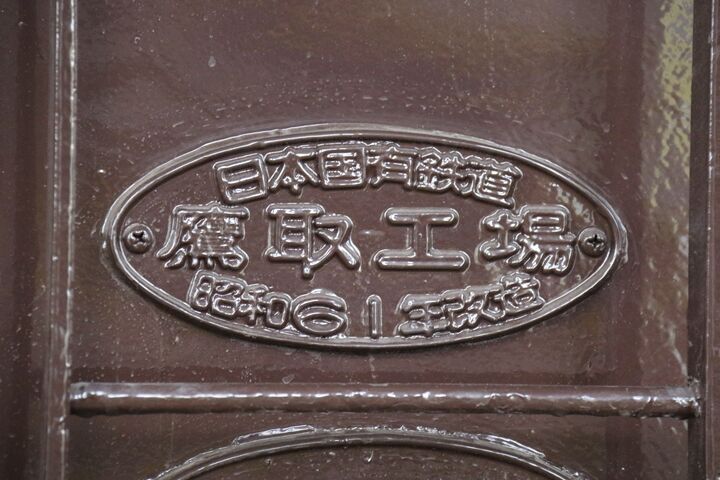 日本国有鉄道
鷹取工場
昭和61年改造